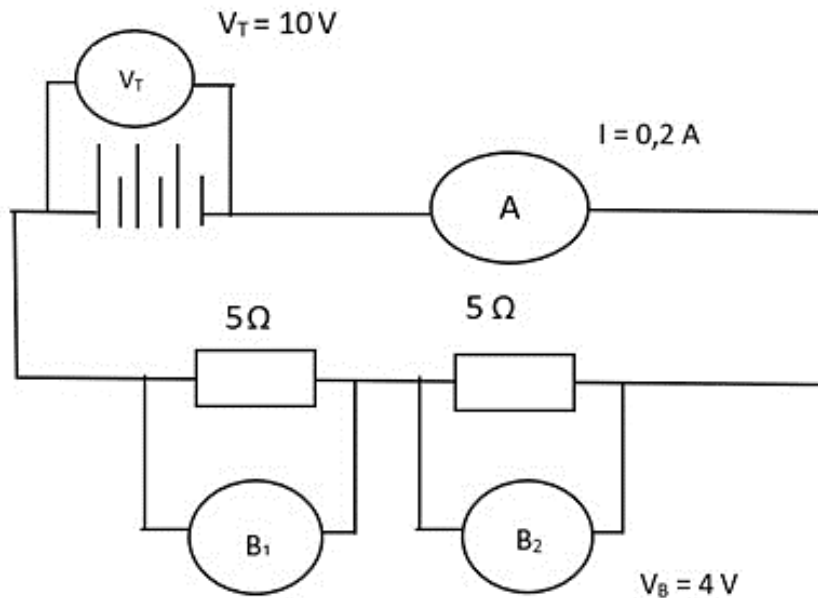 V_T = 10 V
V_T
I = 0,2 A
A
5 Ω
5 Ω
B₁
B₂
V_B = 4 V